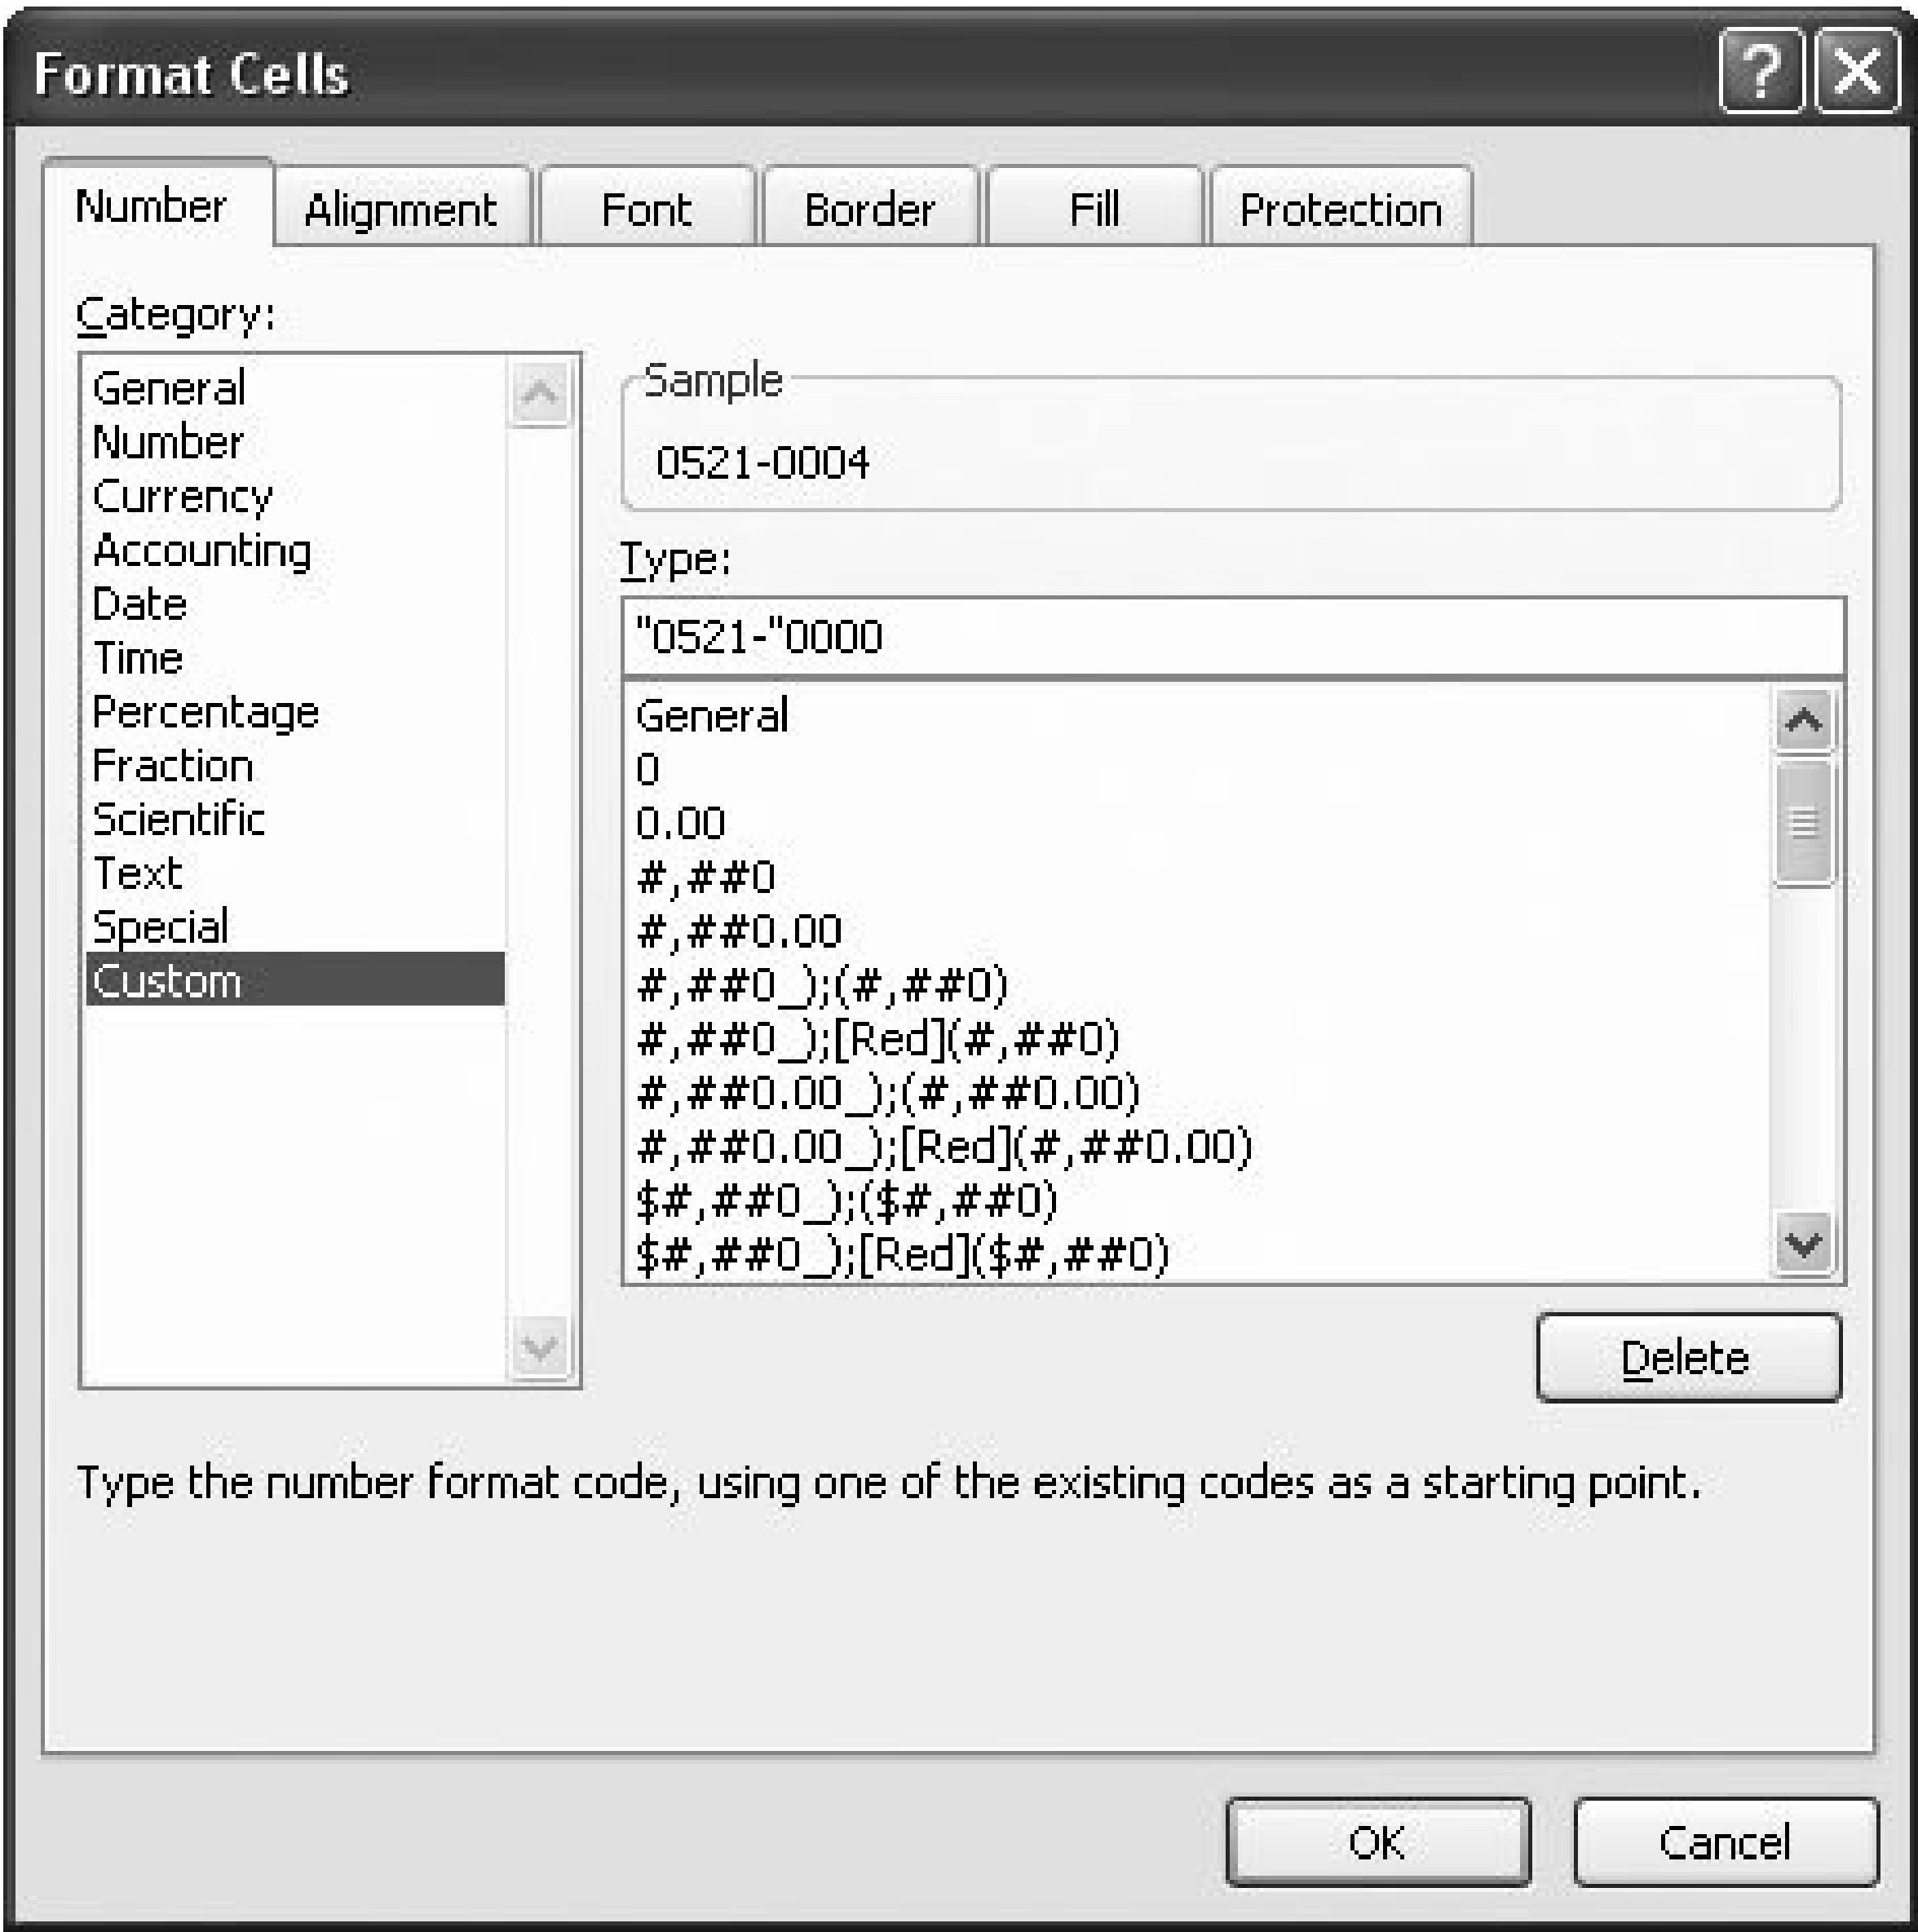 Format Cells
Number Alignment Font Border Fill Protection
Category:
General
Number
Currency
Accounting
Date
Time
Percentage
Fraction
Scientific
Text
Special
Custom
Sample
0521-0004
Type:
"0521-"0000
General
0
0.00
#,##0
#,##0.00
#,##0_);(#,##0)
#,##0_);[Red](#,##0)
#,##0.00_);(#,##0.00)
#,##0.00_);[Red](#,##0.00)
$#,##0_);($#,##0)
$#,##0_);[Red]($#,##0)
Delete
Type the number format code, using one of the existing codes as a starting point.
OK Cancel